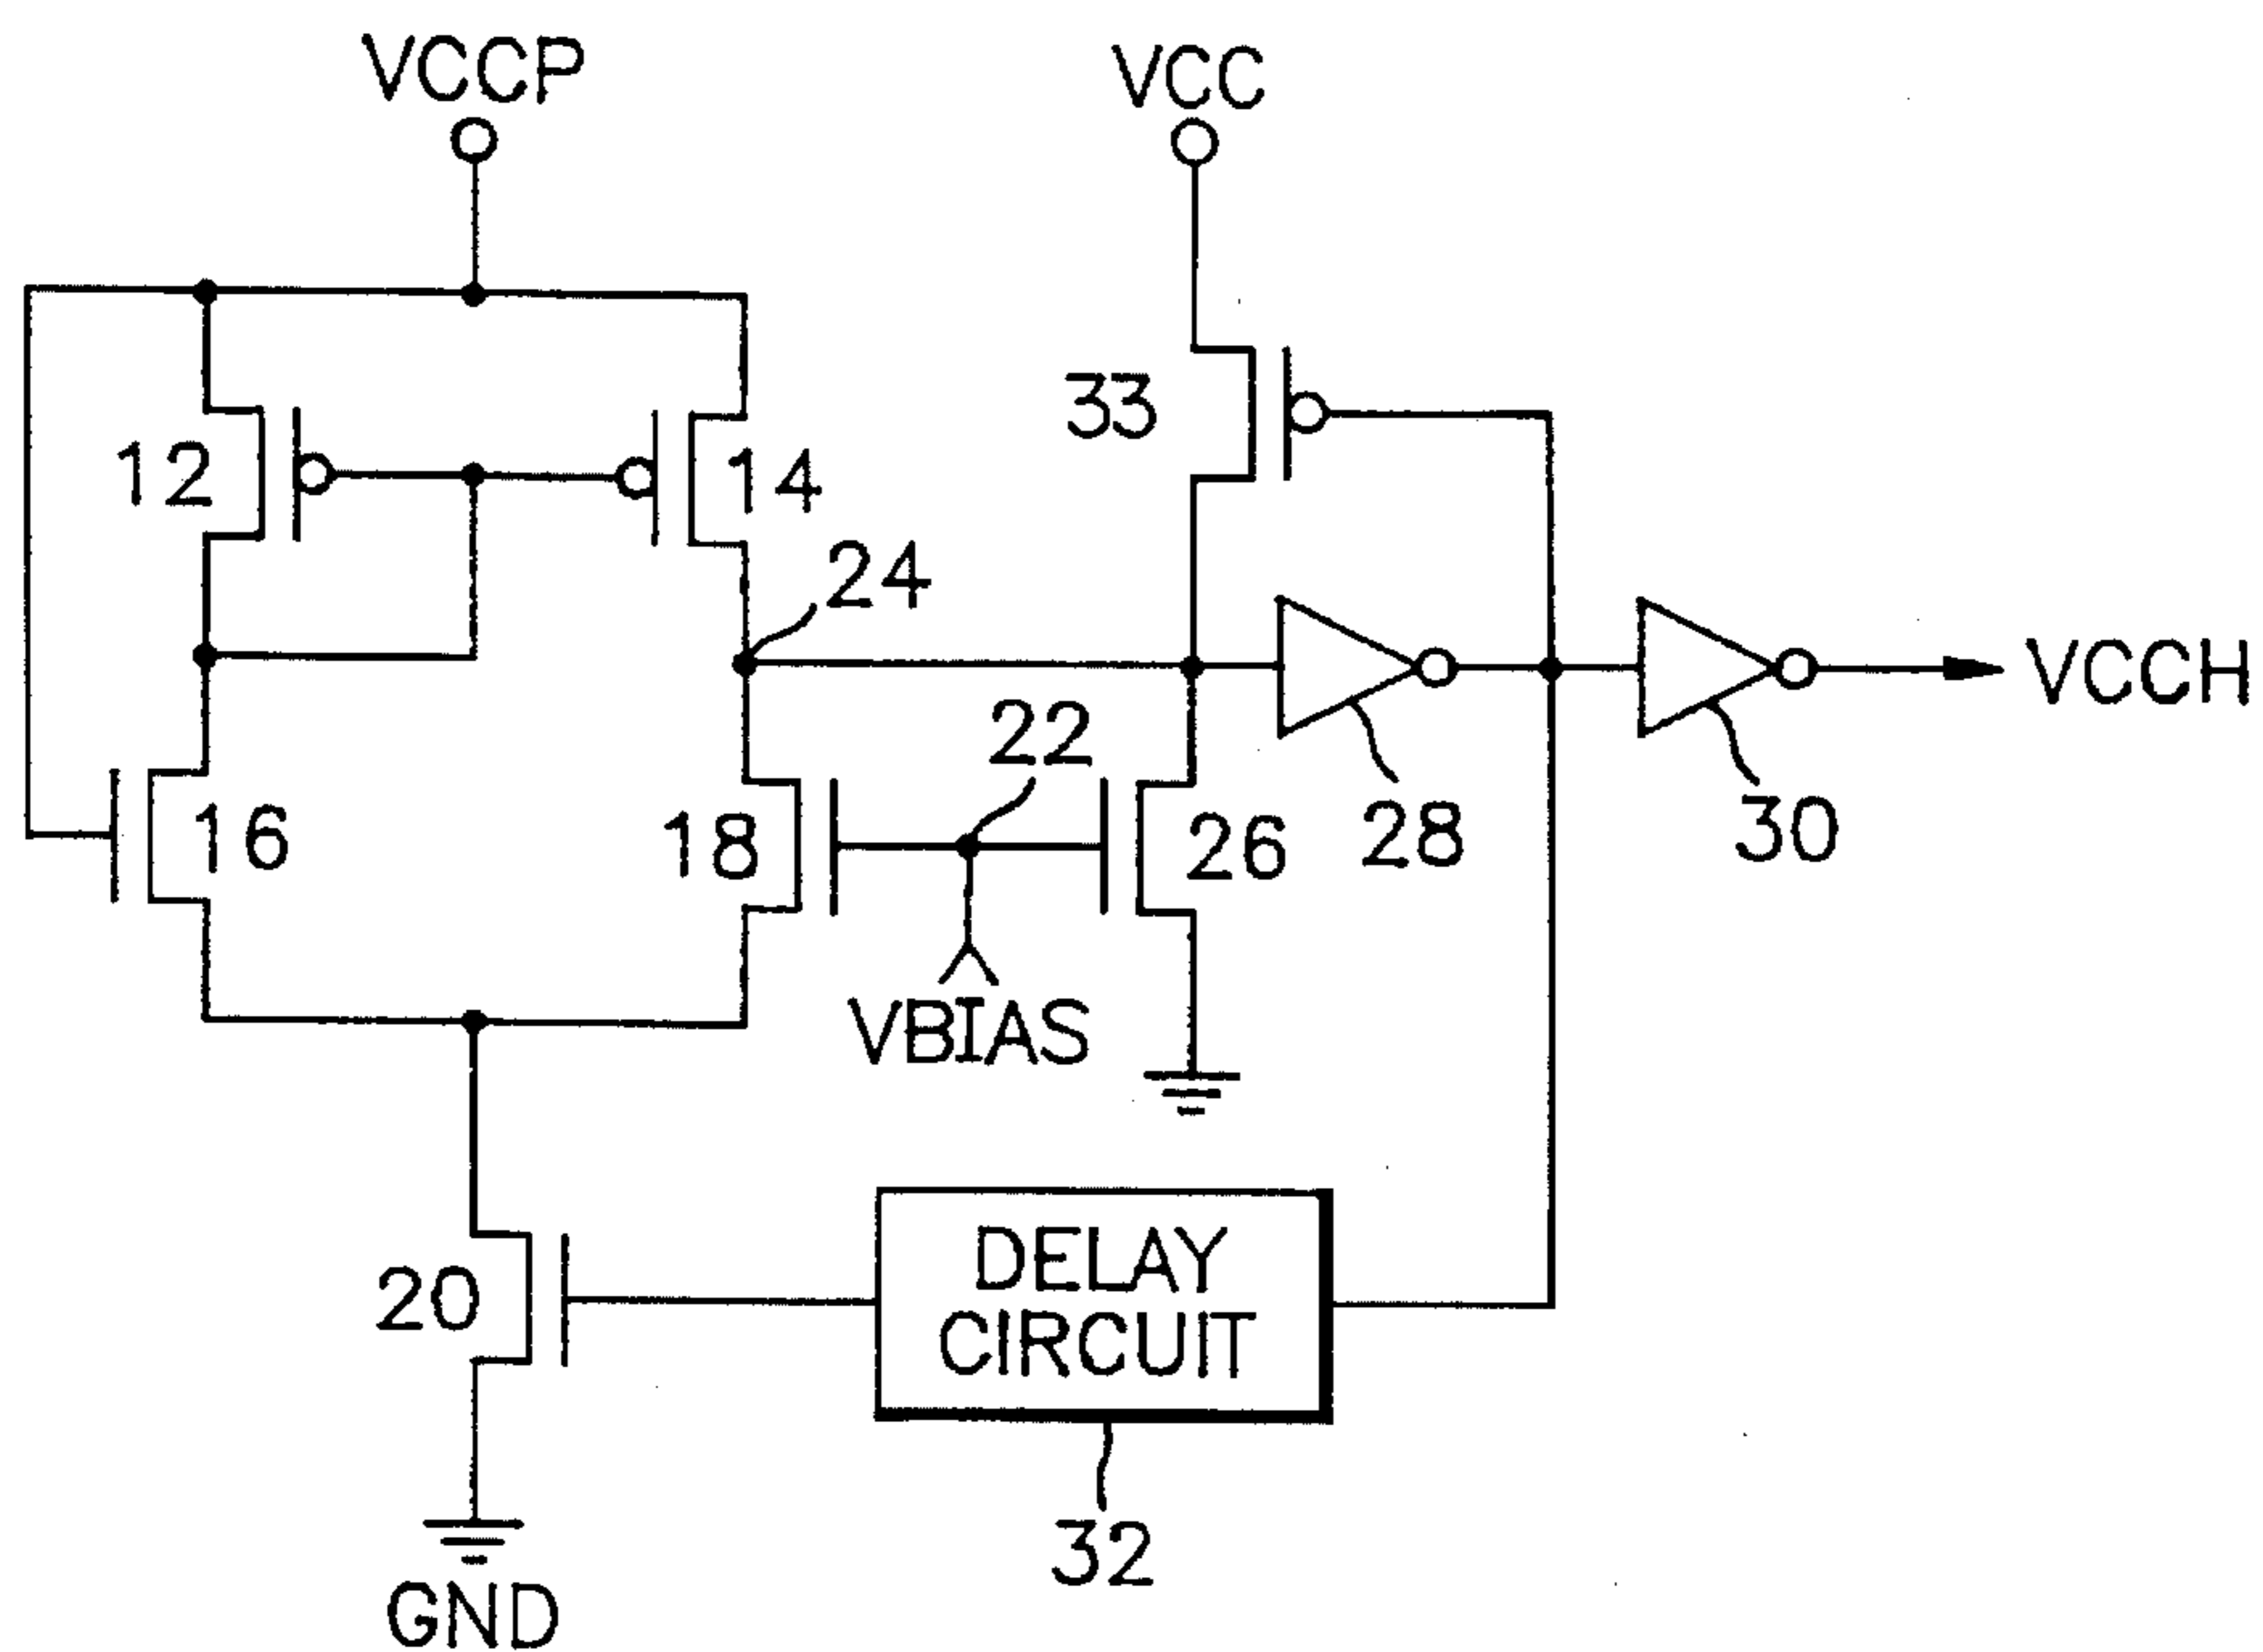 VCCP
VCC
33
12
14
24
22
VCCH
16
18
26
28
30
VBIAS
20
DELAY
CIRCUIT
32
GND